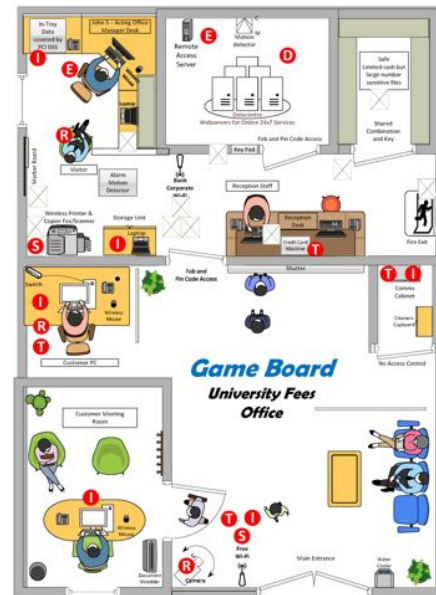 In-Tray
Data
covered by
PCI DSS
I
John S - Acting Office
Manager Desk
E
Laptop
R
Visitor
Marker Board
Alarm
Motion
Detector
E
Remote
Access
Server
C
M
Motion
detector
D
Datacentre
Webservers for Online 24x7 Services
Fob and Pin Code Access
Key Pad
Safe
Limited cash but
large number
sensitive files
Shared
Combination
and Key
Bank
Corporate
Wi-Fi
Reception Staff
Reception
Desk
Credit Card
Machine
T
Fire Exit
Wireless Printer &
Copier Fax/Scanner
S
Storage Unit
Laptop
I
Switch
I
R
T
Wireless
Mouse
Customer PC
Fob and
Pin Code Access
Shutter
T
I
Comms
Cabinet
Cleaners
Cupboard
No Access Control
Game Board
University Fees
Office
Customer Meeting
Room
I
Wireless
Mouse
Document
Shredder
T
I
S
Free
Wi-Fi
R
Camera
Main Entrance
Water
Cooler